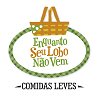 Enquanto
Seu Lobo
Não Vem
COMIDAS LEVES